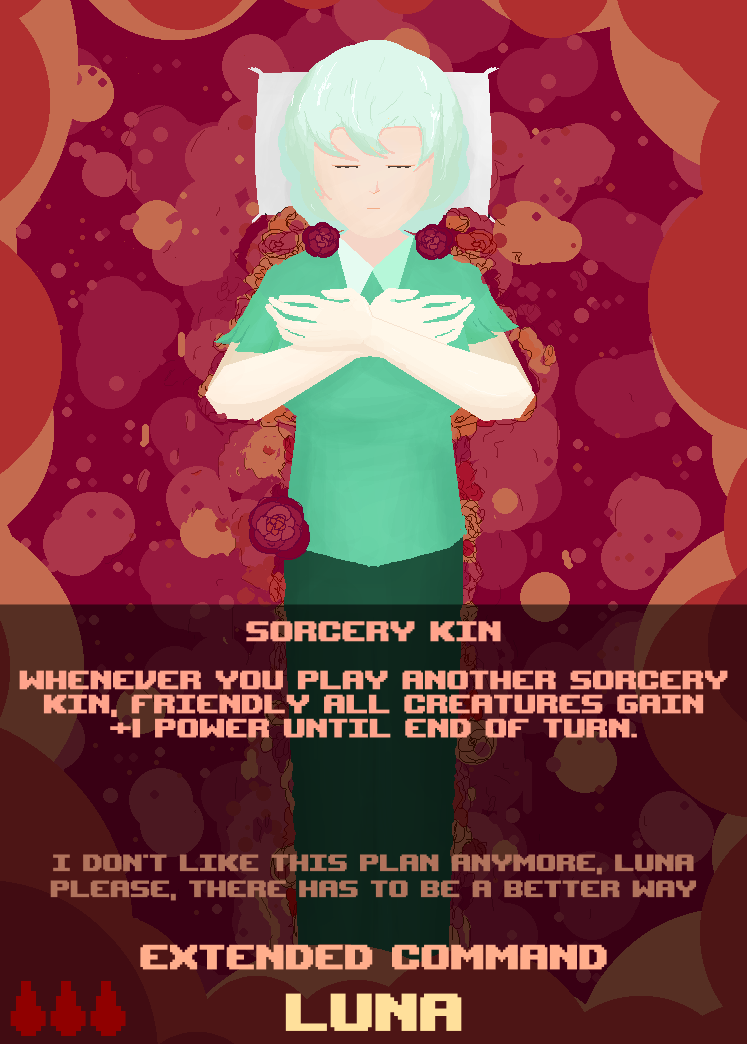 SORCERY KIN
WHENEVER YOU PLAY ANOTHER SORCERY
KIN, FRIENDLY ALL CREATURES GAIN
+1 POWER UNTIL END OF TURN.
I DON'T LIKE THIS PLAN ANYMORE, LUNA
PLEASE, THERE HAS TO BE A BETTER WAY
EXTENDED COMMAND
LUNA